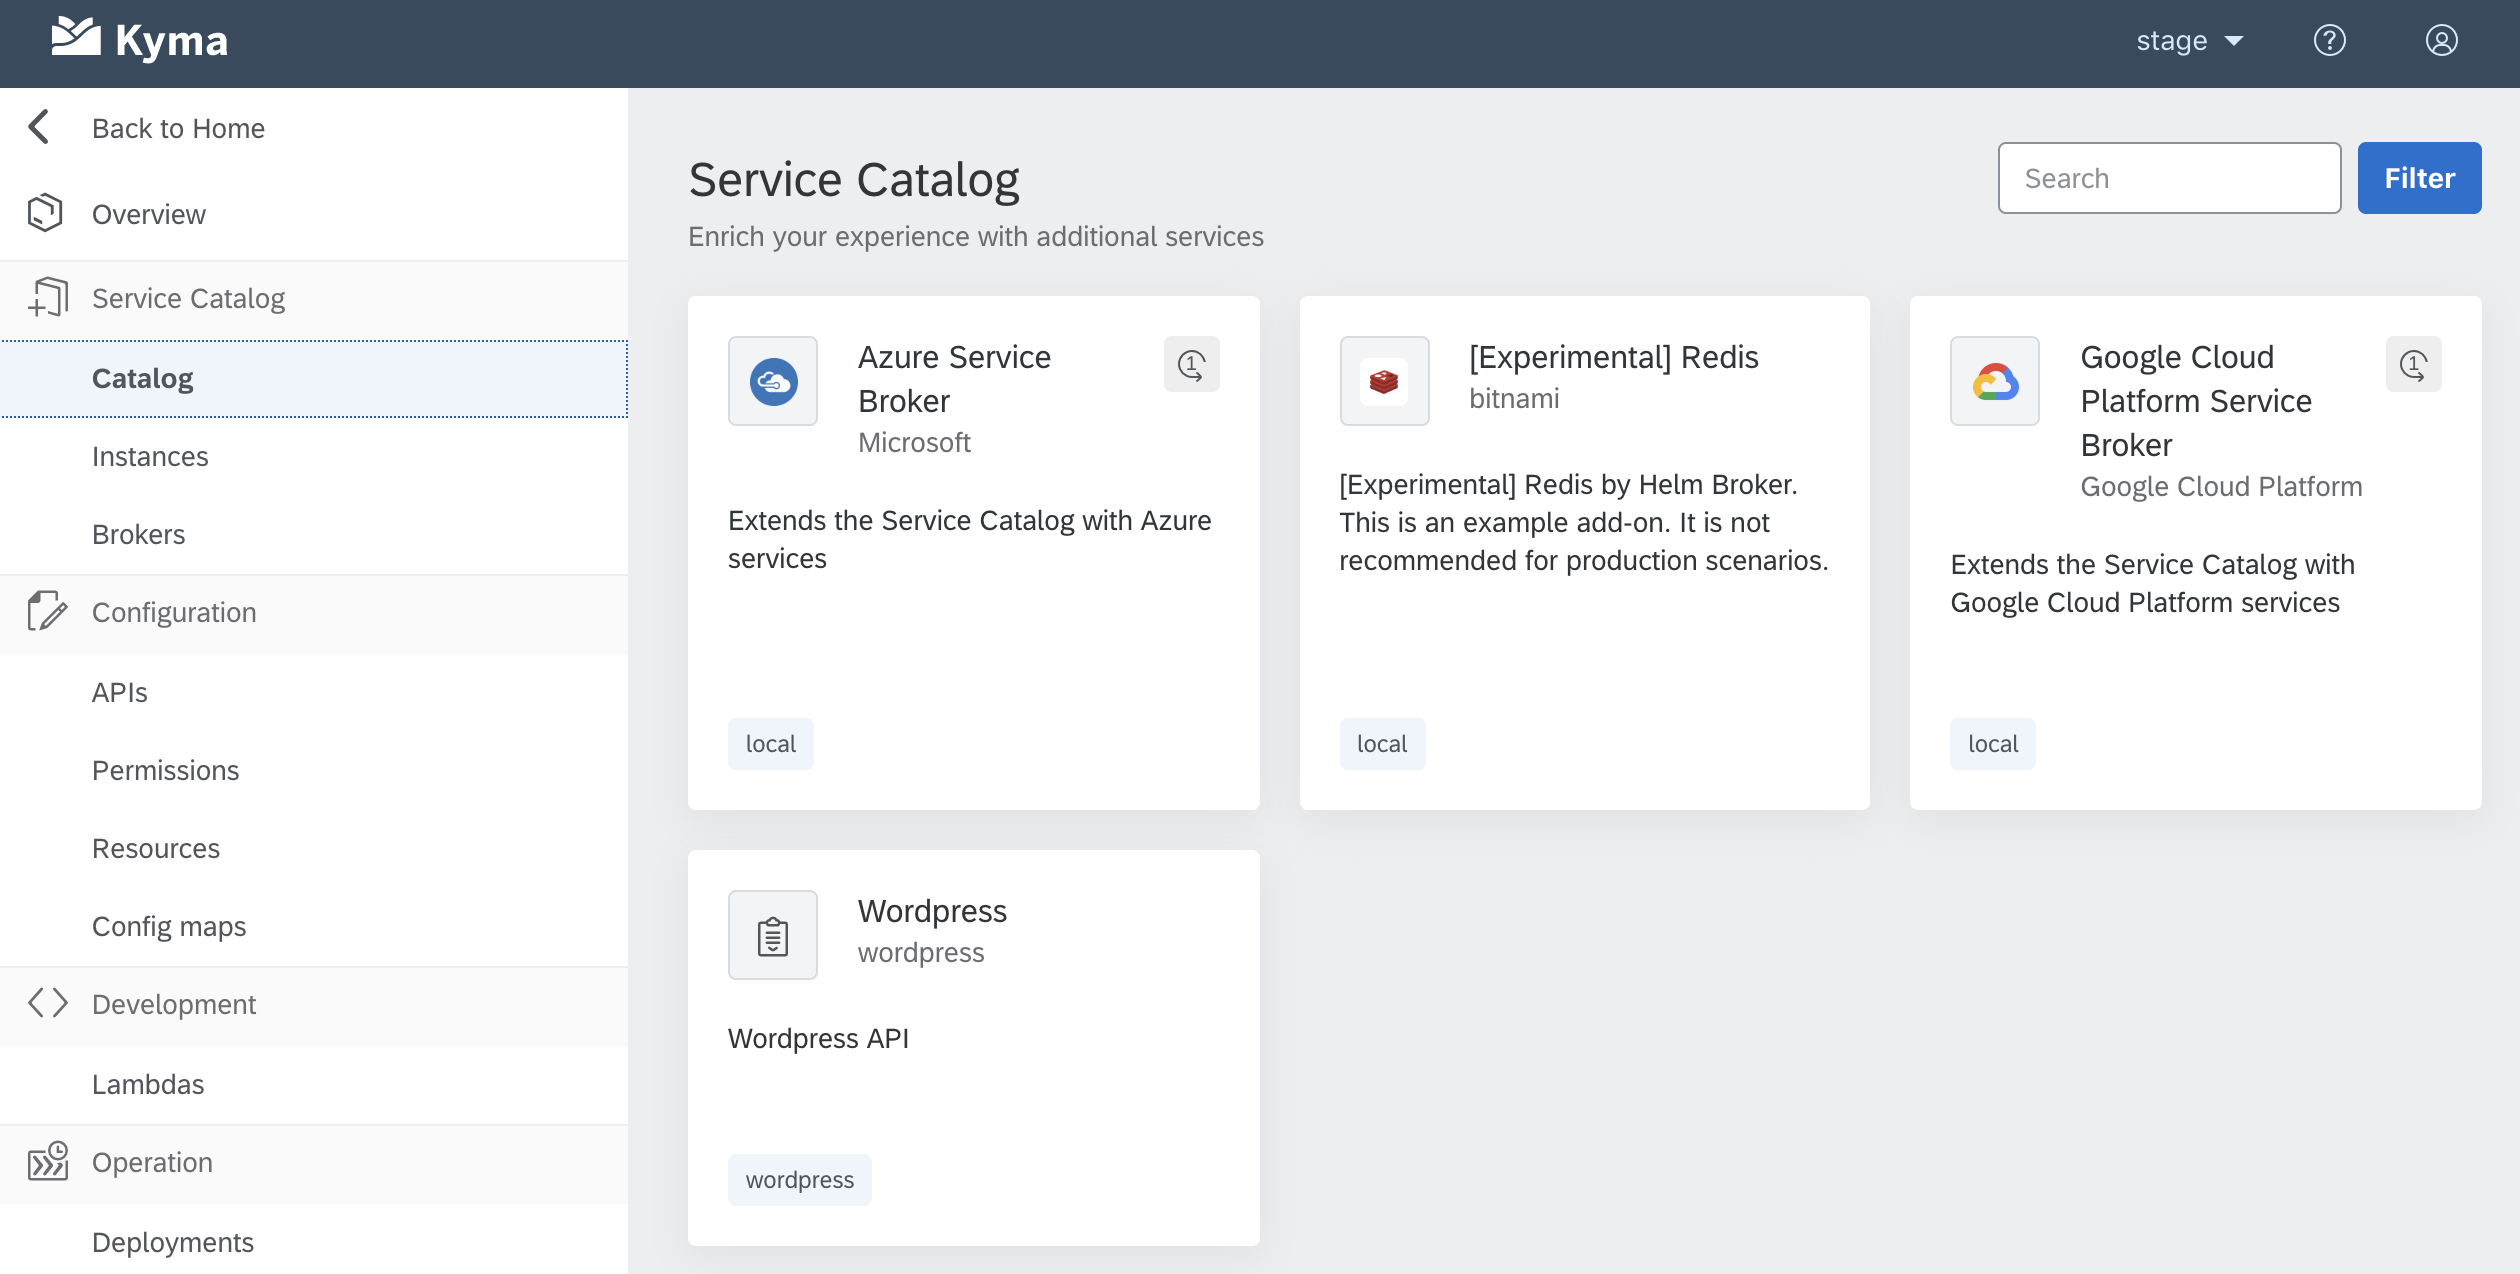 Kyma
stage
Back to Home
Overview
Service Catalog
Catalog
Instances
Brokers
Configuration
APIs
Permissions
Resources
Config maps
Development
Lambdas
Operation
Deployments
Service Catalog
Enrich your experience with additional services
Search
Filter
Azure Service
Broker
Microsoft
1
Extends the Service Catalog with Azure
services
local
[Experimental] Redis
bitnami
[Experimental] Redis by Helm Broker.
This is an example add-on. It is not
recommended for production scenarios.
local
Google Cloud
Platform Service
Broker
Google Cloud Platform
1
Extends the Service Catalog with
Google Cloud Platform services
local
Wordpress
wordpress
Wordpress API
wordpress